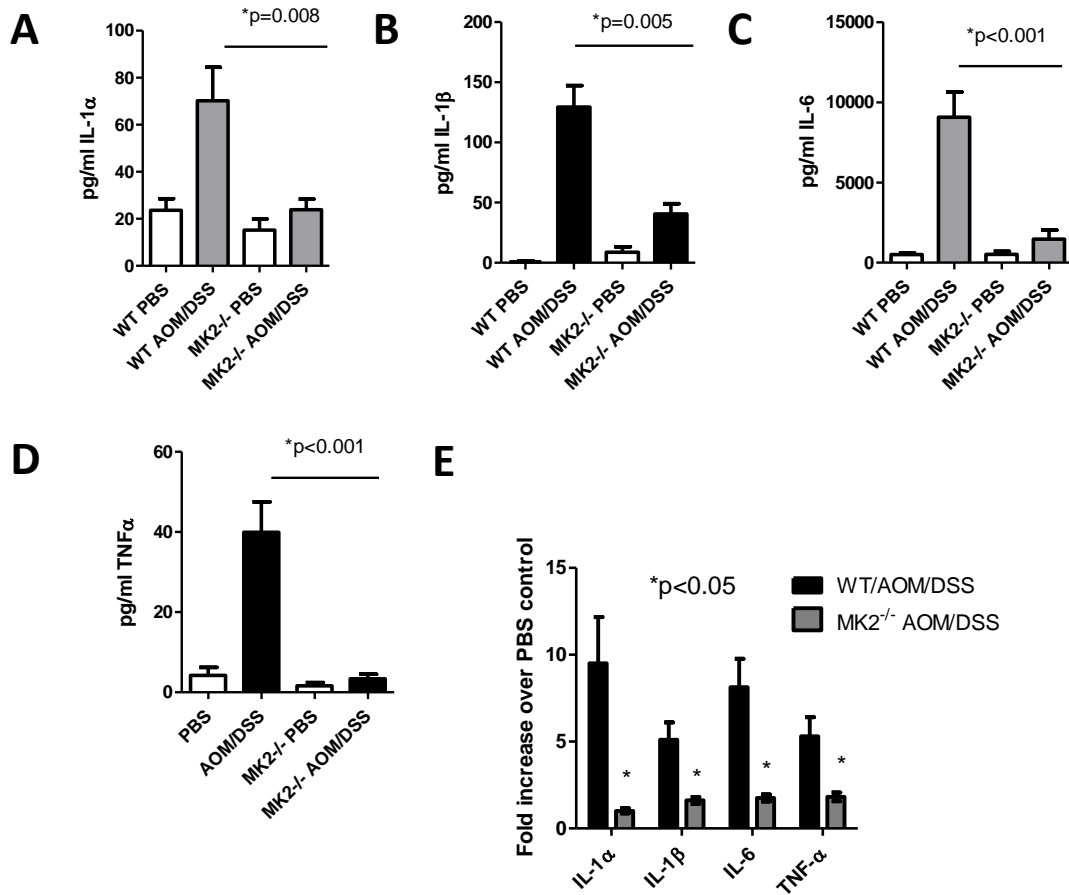 A
*p=0.008
pg/ml IL-1α
100
80
60
40
20
0
WT PBS
WT AOM/DSS
MK2-/- PBS
MK2-/- AOM/DSS
B
*p=0.005
pg/ml IL-1β
200
150
100
50
0
WT PBS
WT AOM/DSS
MK2-/- PBS
MK2-/- AOM/DSS
C
*p<0.001
pg/ml IL-6
15000
10000
5000
0
WT PBS
WT AOM/DSS
MK2-/- PBS
MK2-/- AOM/DSS
D
*p<0.001
pg/ml TNFα
60
40
20
0
PBS
AOM/DSS
MK2-/- PBS
MK2-/- AOM/DSS
E
Fold increase over PBS control
15
10
5
0
*p<0.05
WT/AOM/DSS
MK2-/- AOM/DSS
* * * *
IL-1α
IL-1β
IL-6
TNF-α